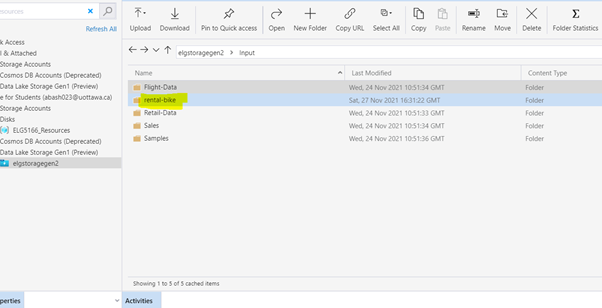 esources
Refresh All
k Access
l & Attached
Storage Accounts
Cosmos DB Accounts (Deprecated)
Data Lake Storage Gen1 (Preview)
e for Students (abash023@uottawa.ca)
Storage Accounts
Disks
ELG5166_Resources
Cosmos DB Accounts (Deprecated)
Data Lake Storage Gen1 (Preview)
elgstoragegen2
perties
Upload Download Pin to Quick access Open New Folder Copy URL Select All Copy Paste Rename Move Delete Folder Statistics
elgstoragegen2 Input
Name Last Modified Content Type
Flight-Data Wed, 24 Nov 2021 10:51:34 GMT Folder
rental-bike Sat, 27 Nov 2021 16:31:22 GMT Folder
Retail-Data Wed, 24 Nov 2021 10:51:33 GMT Folder
Sales Wed, 24 Nov 2021 10:51:34 GMT Folder
Samples Wed, 24 Nov 2021 10:51:36 GMT Folder
Showing 1 to 5 of 5 cached items
Activities